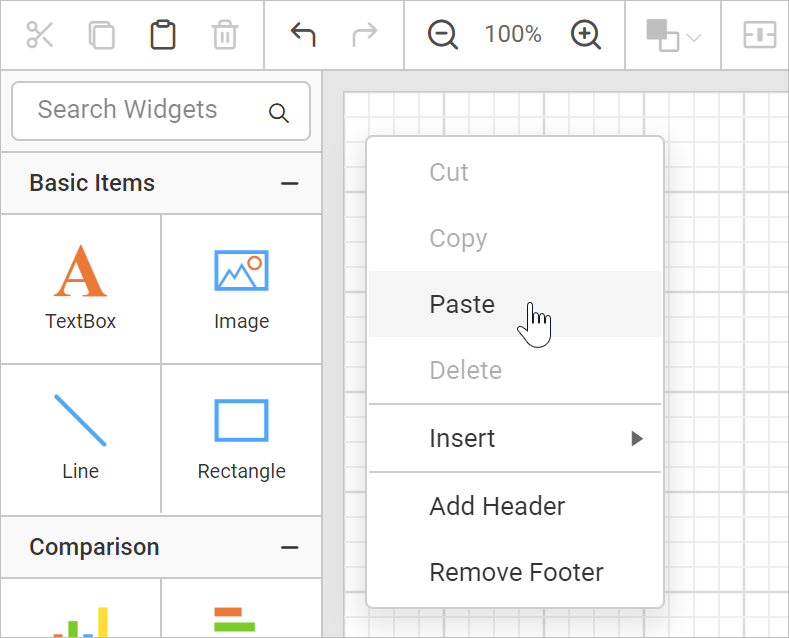 100%
Search Widgets
Basic Items
TextBox
Image
Line
Rectangle
Comparison
Cut
Copy
Paste
Delete
Insert
Add Header
Remove Footer